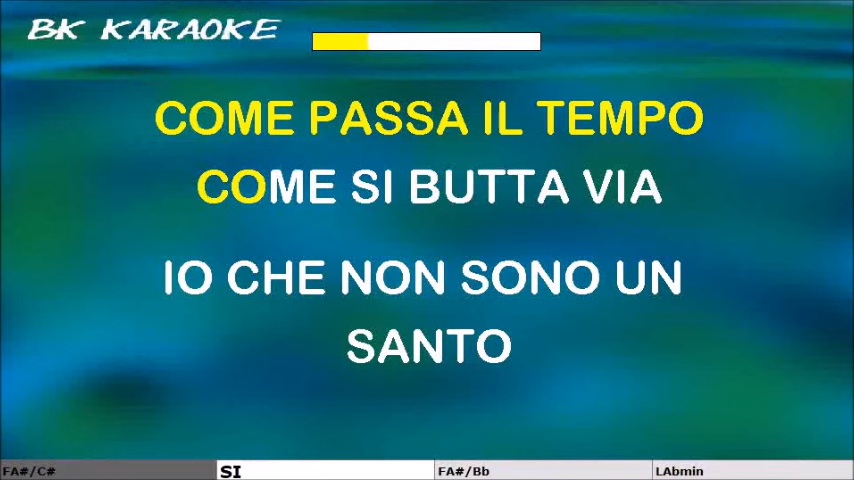 BK KARAOKE
COME PASSA IL TEMPO
COME SI BUTTA VIA
IO CHE NON SONO UN
SANTO
FA#/C# SI FA#/Bb LAbmin